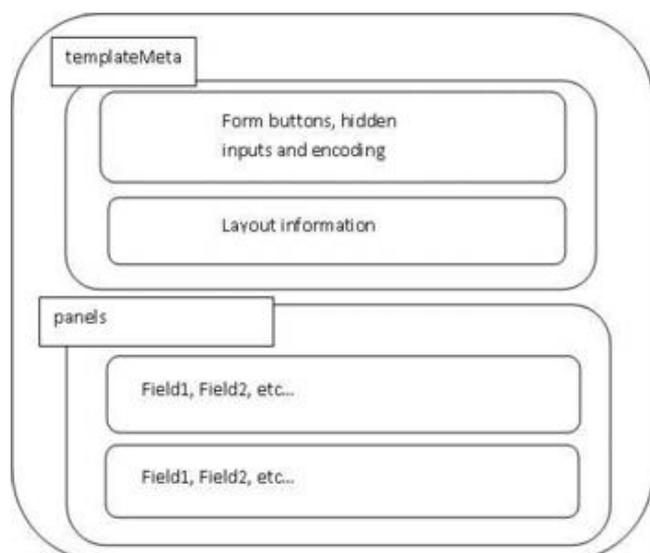 templateMeta
Form buttons, hidden
inputs and encoding
Layout information
panels
Field1, Field2, etc...
Field1, Field2, etc...